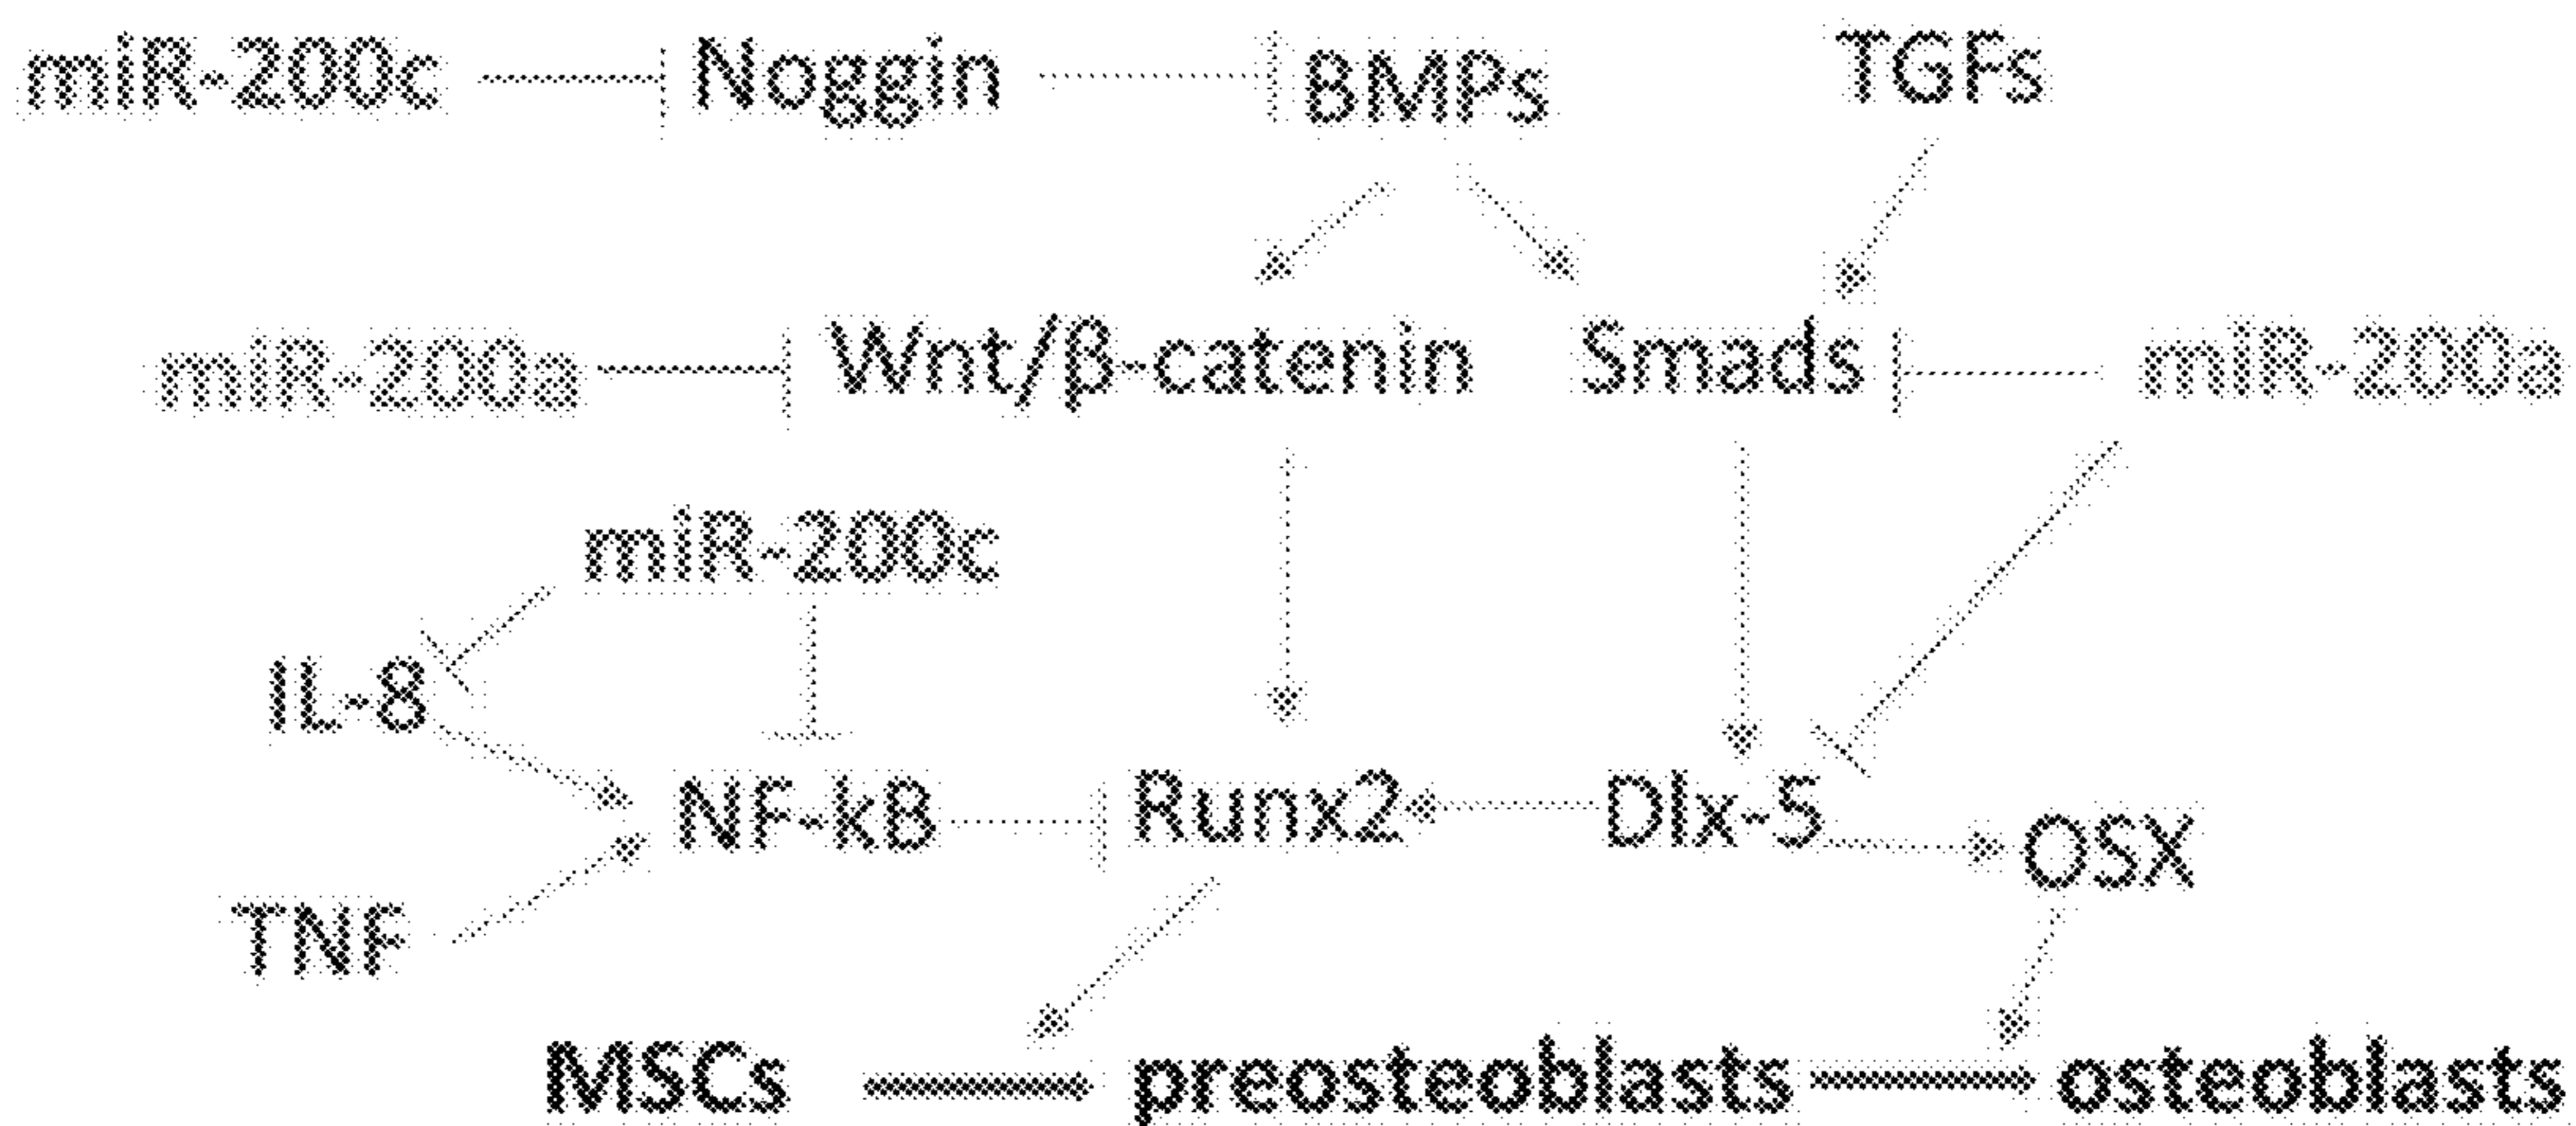 miR-200c Noggin BMPs TGFs
miR-200a Wnt/β-catenin Smads miR-200a
miR-200c
IL-8
NF-kB Runx2 Dlx-5 OSX
TNF
MSCs preosteoblasts osteoblasts